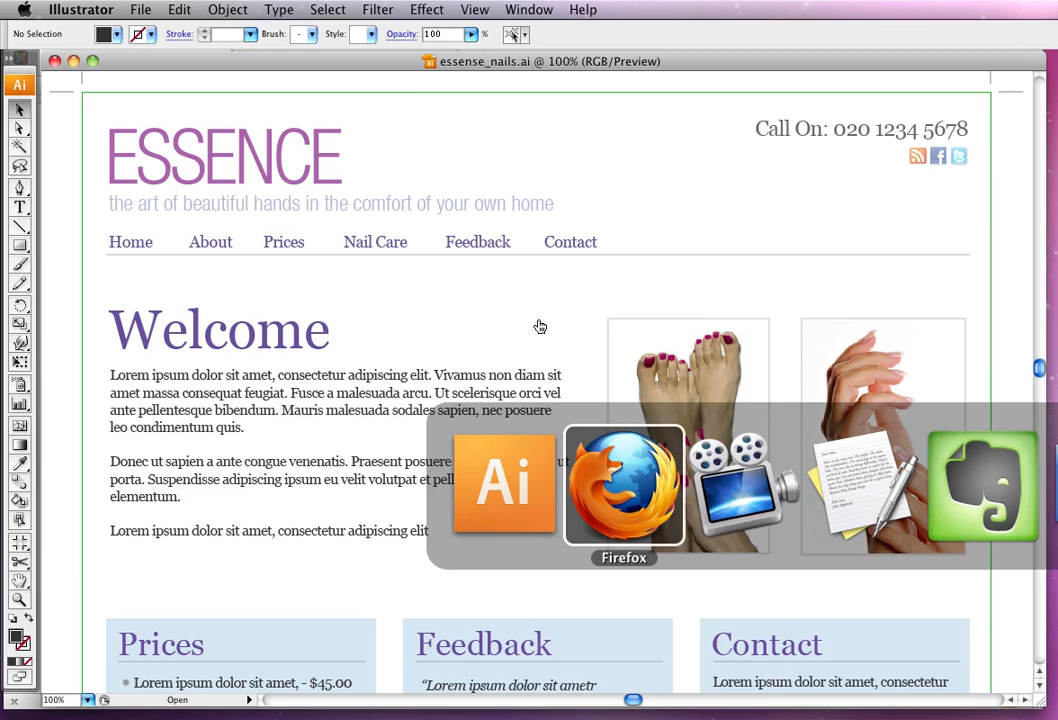 Illustrator File Edit Object Type Select Filter Effect View Window Help
No Selection Stroke: Brush: - Style: Opacity: 100 %
essense_nails.ai @ 100% (RGB/Preview)
Ai
T
ESSENCE
the art of beautiful hands in the comfort of your own home
Call On: 020 1234 5678
Home About Prices Nail Care Feedback Contact
Welcome
Lorem ipsum dolor sit amet, consectetur adipiscing elit. Vivamus non diam sit
amet massa consequat feugiat. Fusce a malesuada arcu. Ut scelerisque orci vel
ante pellentesque bibendum. Mauris malesuada sodales sapien, nec posuere
leo condimentum quis.
Donec ut sapien a ante congue venenatis. Praesent posuere ut
porta. Suspendisse adipiscing ipsum eu velit volutpat et pell
elementum.
Lorem ipsum dolor sit amet, consectetur adipiscing elit
Ai
Firefox
Prices
Lorem ipsum dolor sit amet, - $45.00
Feedback
“Lorem ipsum dolor sit ametr
Contact
Lorem ipsum dolor sit amet, consectetur
100% Open